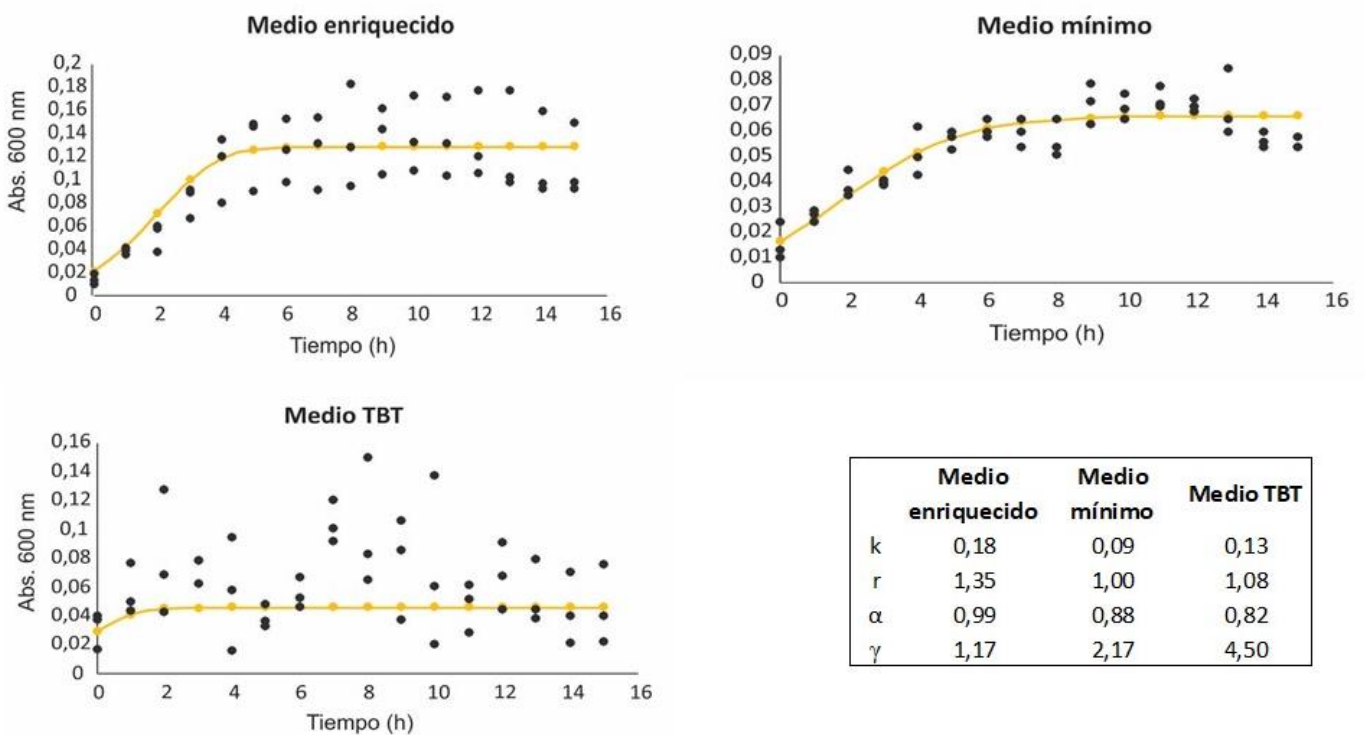 Medio enriquecido
0,2
0,18
0,16
0,14
0,12
0,1
0,08
0,06
0,04
0,02
0
Abs. 600 nm
0 2 4 6 8 10 12 14 16
Tiempo (h)
Medio mínimo
0,09
0,08
0,07
0,06
0,05
0,04
0,03
0,02
0,01
0
0 2 4 6 8 10 12 14 16
Tiempo (h)
Medio TBT
0,16
0,14
0,12
0,1
0,08
0,06
0,04
0,02
0
Abs. 600 nm
0 2 4 6 8 10 12 14 16
Tiempo (h)
Medio enriquecido Medio mínimo Medio TBT
k 0,18 0,09 0,13
r 1,35 1,00 1,08
α 0,99 0,88 0,82
γ 1,17 2,17 4,50